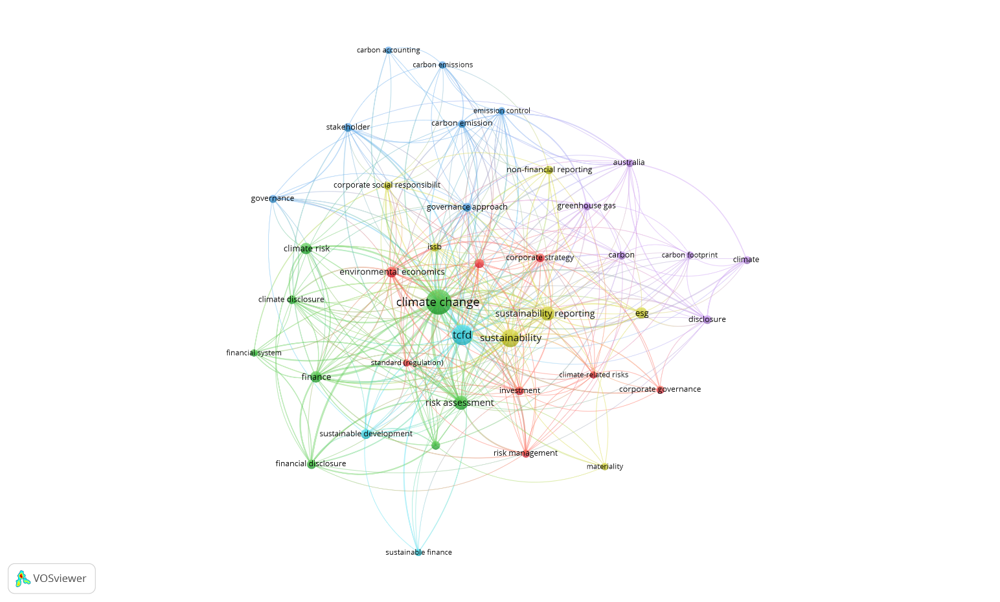 carbon accounting
carbon emissions
emission control
carbon emission
stakeholder
australia
non-financial reporting
corporate social responsibilit
governance
greenhouse gas
governance approach
climate risk
issb
carbon
carbon footprint
corporate strategy
climate
environmental economics
climate disclosure
climate change
sustainability reporting
esg
disclosure
tcfd
sustainability
financial system
standard (regulation)
climate-related risks
finance
investment
corporate governance
risk assessment
sustainable development
risk management
financial disclosure
materiality
sustainable finance
VOSviewer